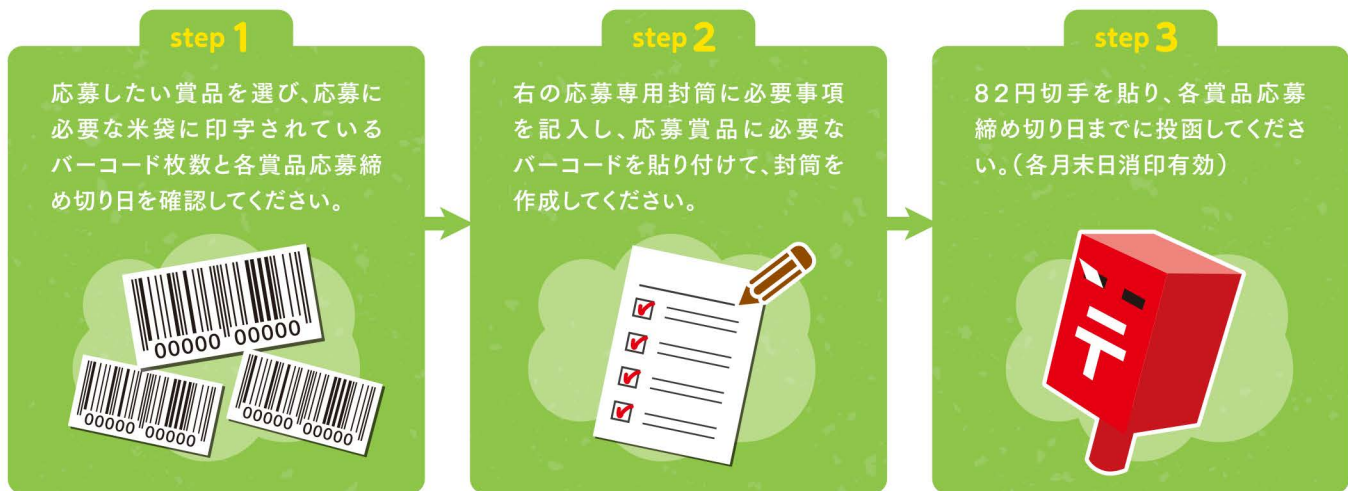 step 1
応募したい賞品を選び、応募に
必要な米袋に印字されている
バーコード枚数と各賞品応募締
め切り日を確認してください。
00000 00000
00000 00000
00000 00000
step 2
右の応募専用封筒に必要事項
を記入し、応募賞品に必要な
バーコードを貼り付けて、封筒を
作成してください。
step 3
82円切手を貼り、各賞品応募
締め切り日までに投函してくださ
い。(各月末日消印有効)
〒